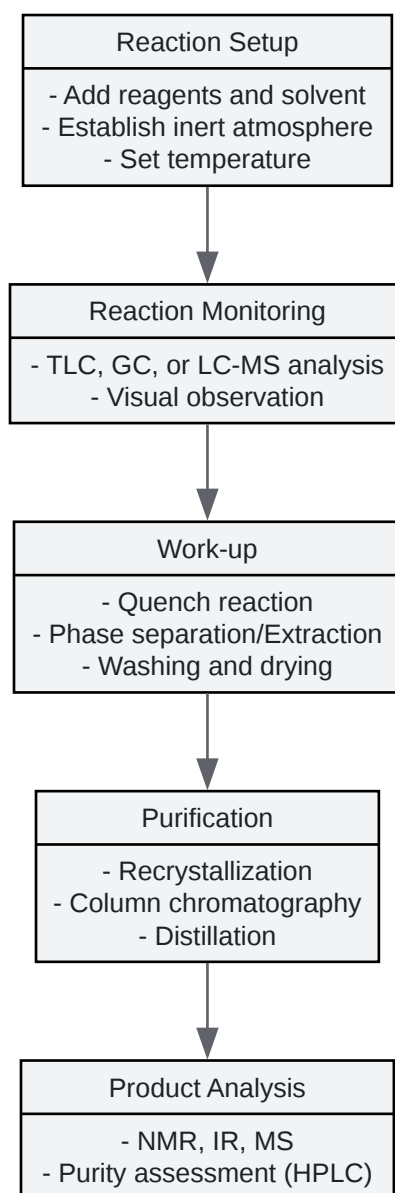 Reaction Setup
- Add reagents and solvent
- Establish inert atmosphere
- Set temperature
Reaction Monitoring
- TLC, GC, or LC-MS analysis
- Visual observation
Work-up
- Quench reaction
- Phase separation/Extraction
- Washing and drying
Purification
- Recrystallization
- Column chromatography
- Distillation
Product Analysis
- NMR, IR, MS
- Purity assessment (HPLC)